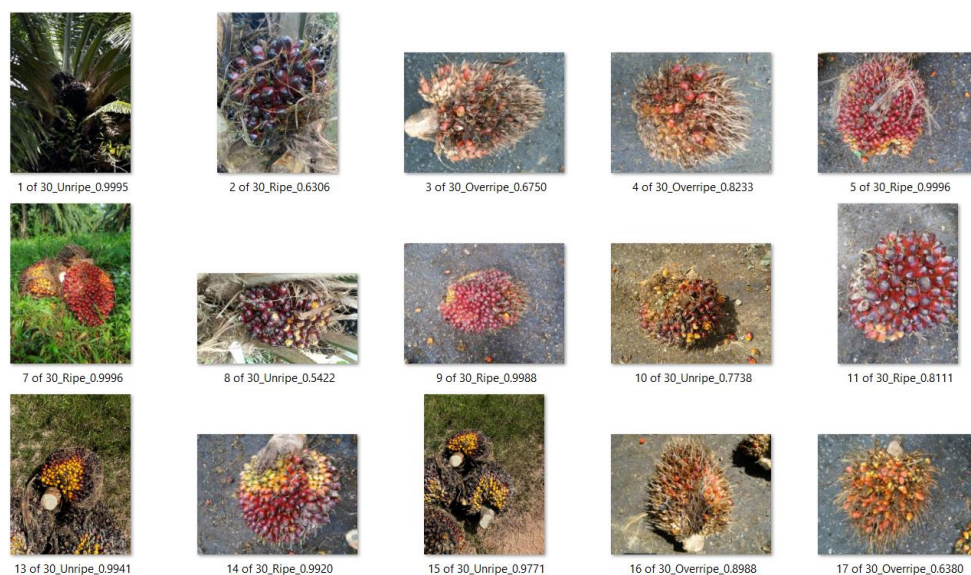 1 of 30_Unripe_0.9995
2 of 30_Ripe_0.6306
3 of 30_Overripe_0.6750
4 of 30_Overripe_0.8233
5 of 30_Ripe_0.9996
7 of 30_Ripe_0.9996
8 of 30_Unripe_0.5422
9 of 30_Ripe_0.9988
10 of 30_Unripe_0.7738
11 of 30_Ripe_0.8111
13 of 30_Unripe_0.9941
14 of 30_Ripe_0.9920
15 of 30_Unripe_0.9771
16 of 30_Overripe_0.8988
17 of 30_Overripe_0.6380